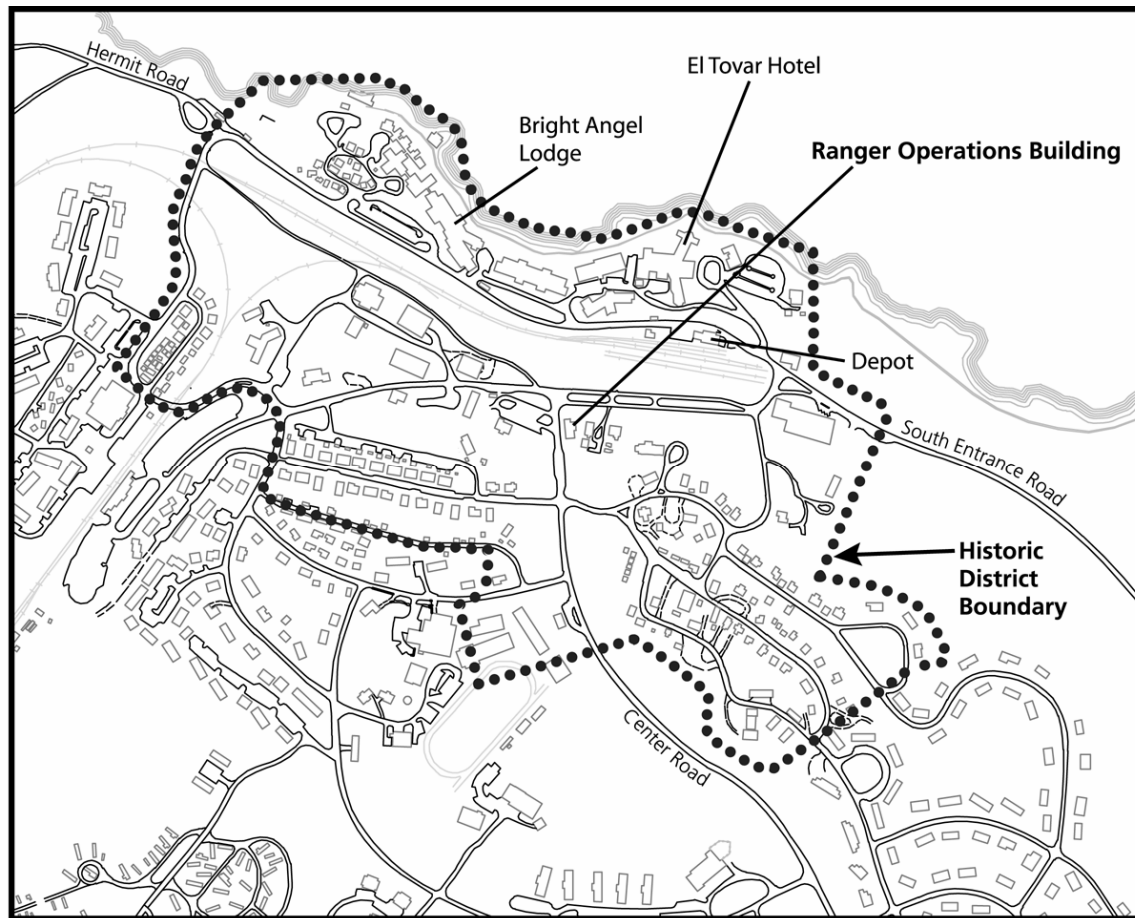 Hermit Road
El Tovar Hotel
Bright Angel
Lodge
Ranger Operations Building
Depot
South Entrance Road
Historic
District
Boundary
Center Road